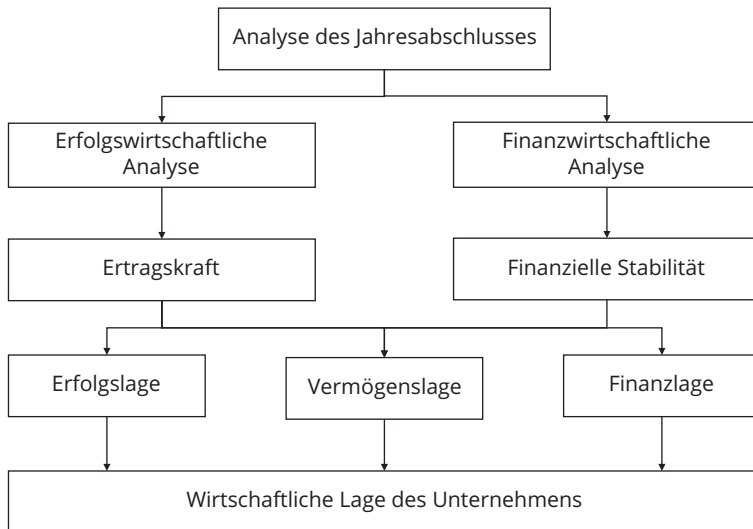 Analyse des Jahresabschlusses
Erfolgswirtschaftliche
Analyse
Finanzwirtschaftliche
Analyse
Ertragskraft
Finanzielle Stabilität
Erfolgslage
Vermögenslage
Finanzlage
Wirtschaftliche Lage des Unternehmens